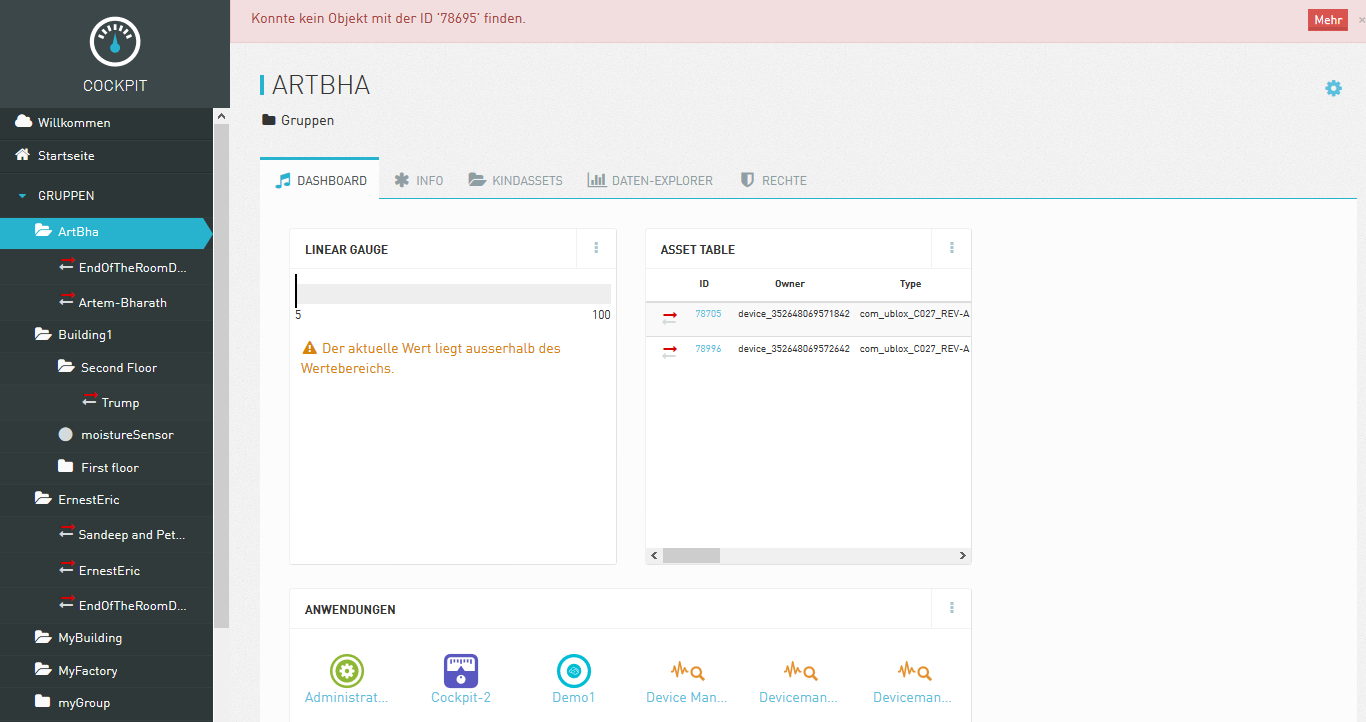 Konnte kein Objekt mit der ID '78695' finden.
Mehr
COCKPIT
Willkommen
Startseite
GRUPPEN
ArtBha
EndOfTheRoomD...
Artem-Bharath
Building1
Second Floor
Trump
moistureSensor
First floor
ErnestEric
Sandeep and Pet...
ErnestEric
EndOfTheRoomD...
MyBuilding
MyFactory
myGroup
ARTBHA
Gruppen
DASHBOARD INFO KINDASSETS DATEN-EXPLORER RECHTE
LINEAR GAUGE
5 100
Der aktuelle Wert liegt ausserhalb des
Wertebereichs.
ASSET TABLE
ID Owner Type
78705 device_352648069571842 com_ublox_C027_REV-A
78996 device_352648069572642 com_ublox_C027_REV-A
ANWENDUNGEN
Administrat... Cockpit-2 Demo1 Device Man... Deviceman... Deviceman...